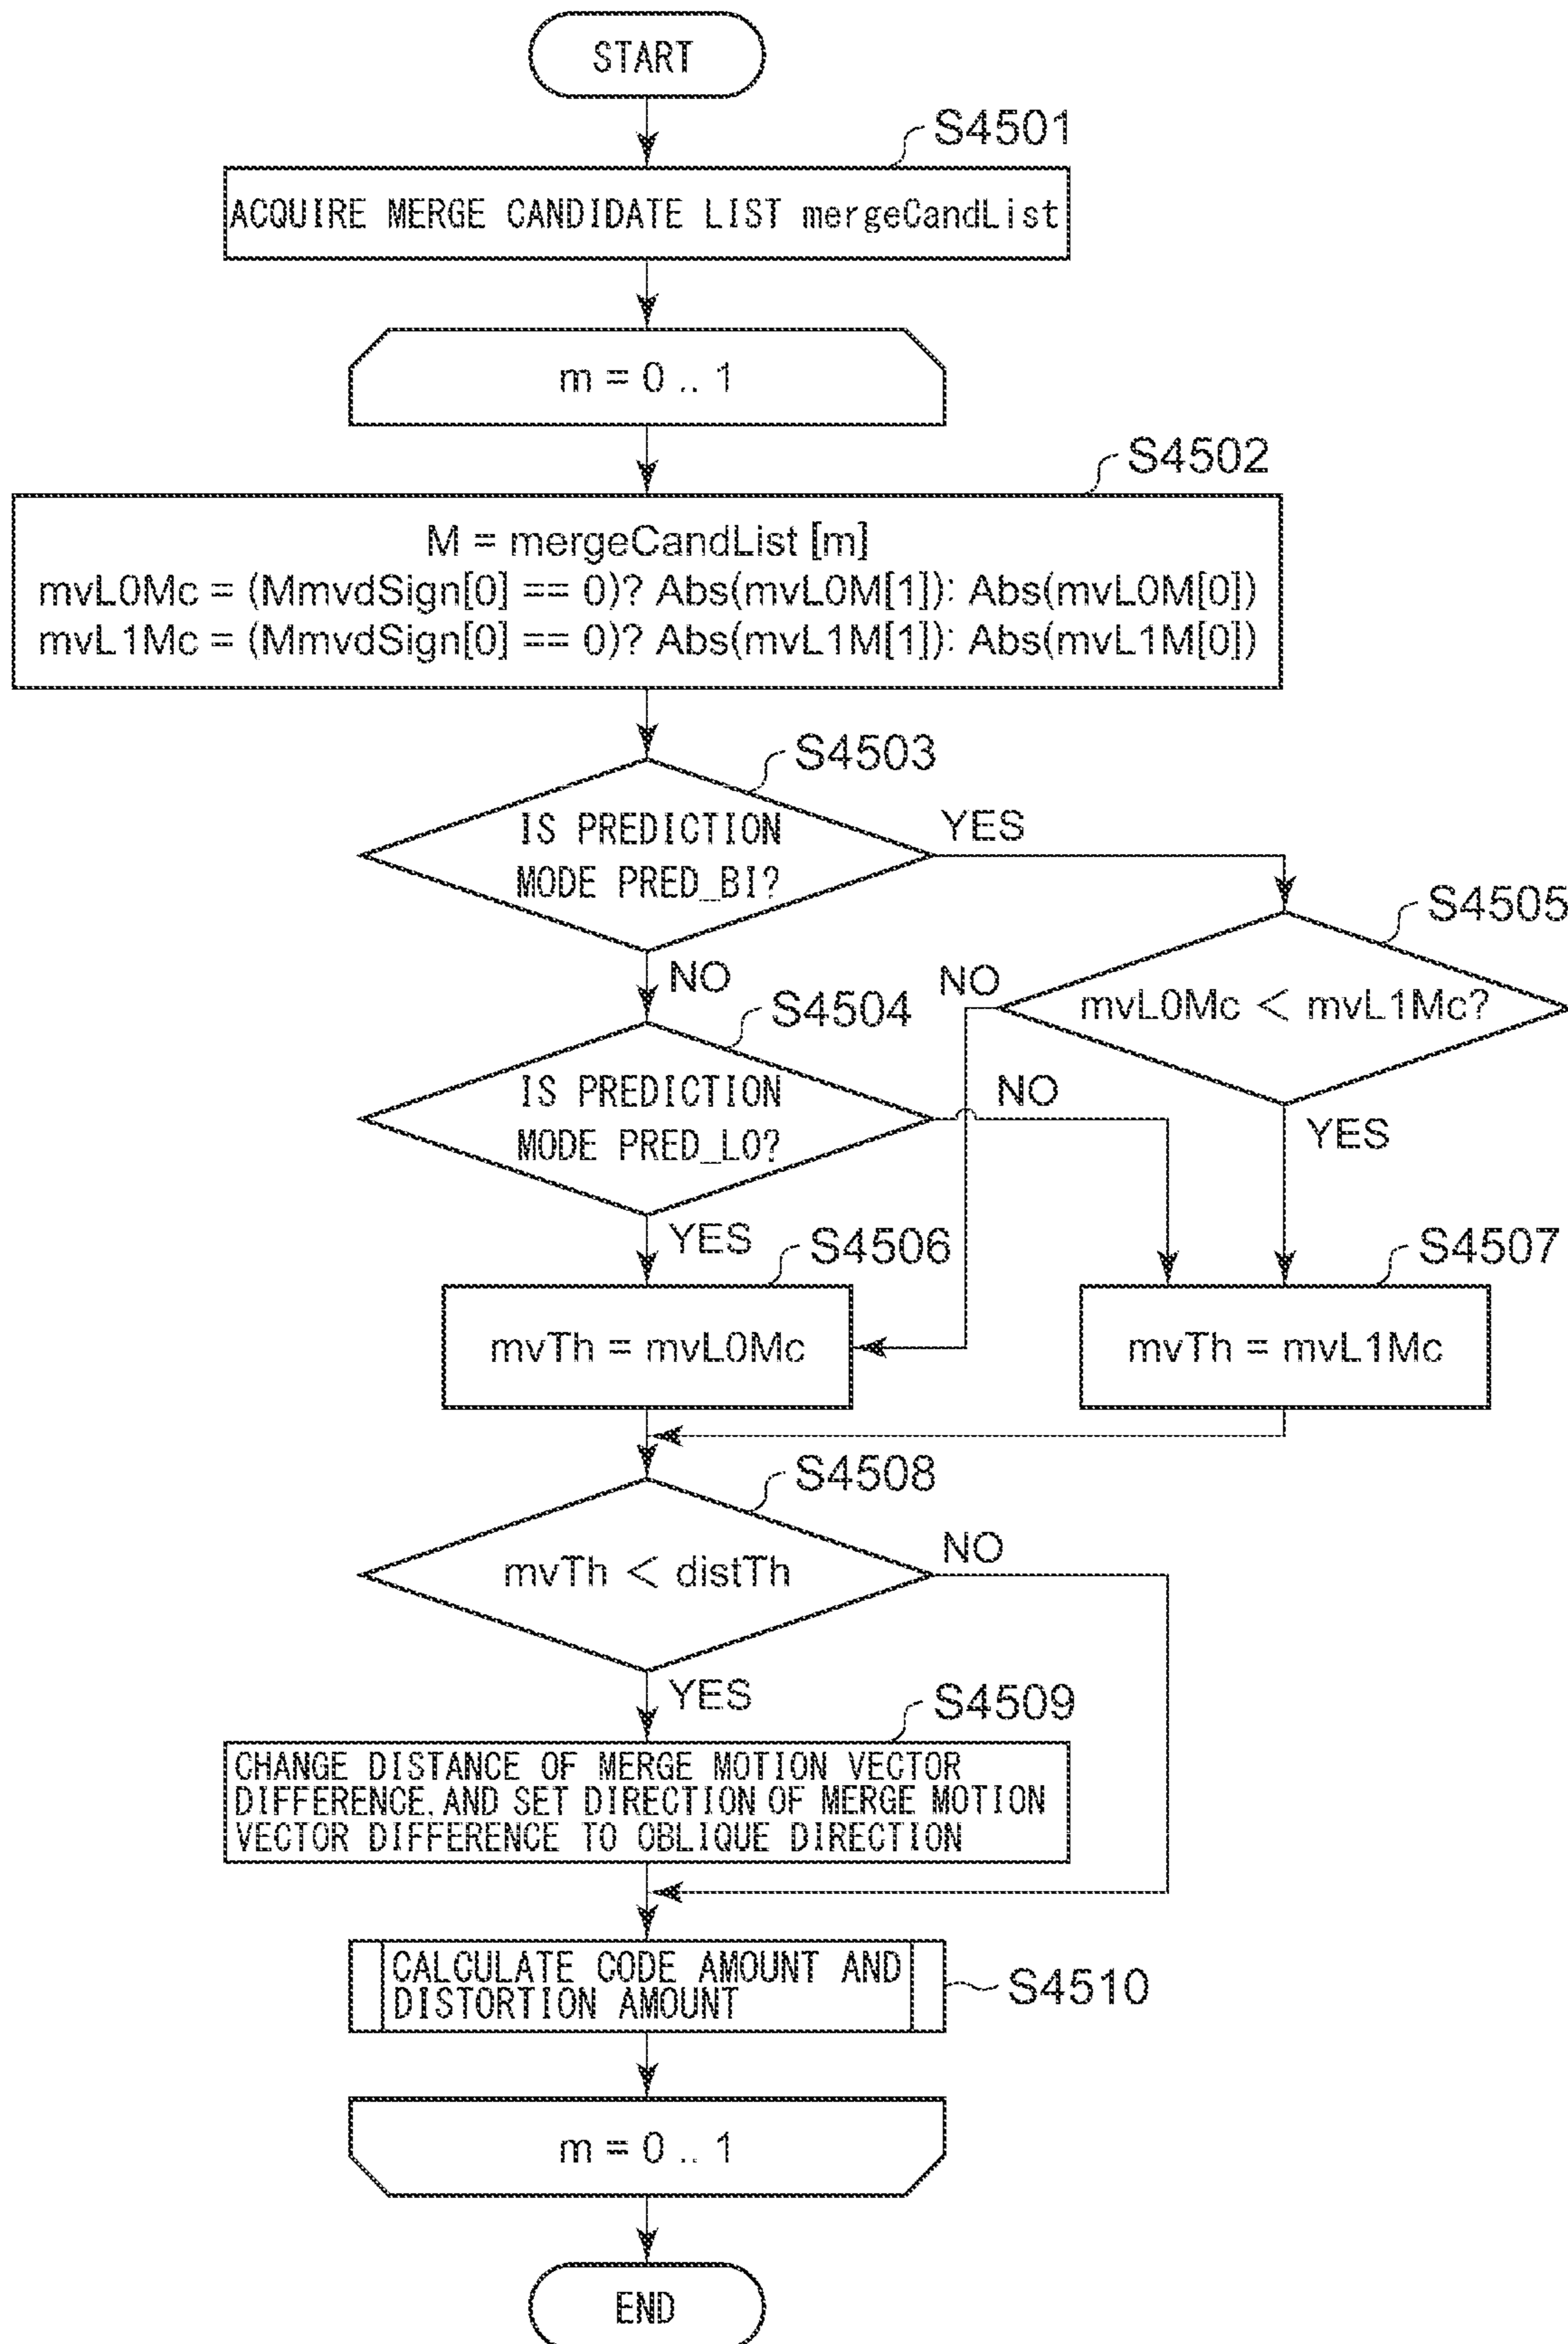 START
S4501
ACQUIRE MERGE CANDIDATE LIST mergeCandList
m = 0 .. 1
S4502
M = mergeCandList [m]
mvL0Mc = (MmvdSign[0] == 0)? Abs(mvL0M[1]): Abs(mvL0M[0])
mvL1Mc = (MmvdSign[0] == 0)? Abs(mvL1M[1]): Abs(mvL1M[0])
S4503
IS PREDICTION
MODE PRED_BI?
YES
NO
S4505
mvL0Mc < mvL1Mc?
NO
YES
S4504
IS PREDICTION
MODE PRED_L0?
NO
YES
S4506
mvTh = mvL0Mc
S4507
mvTh = mvL1Mc
S4508
mvTh < distTh
NO
YES
S4509
CHANGE DISTANCE OF MERGE MOTION VECTOR
DIFFERENCE, AND SET DIRECTION OF MERGE MOTION
VECTOR DIFFERENCE TO OBLIQUE DIRECTION
CALCULATE CODE AMOUNT AND
DISTORTION AMOUNT
S4510
m = 0 .. 1
END